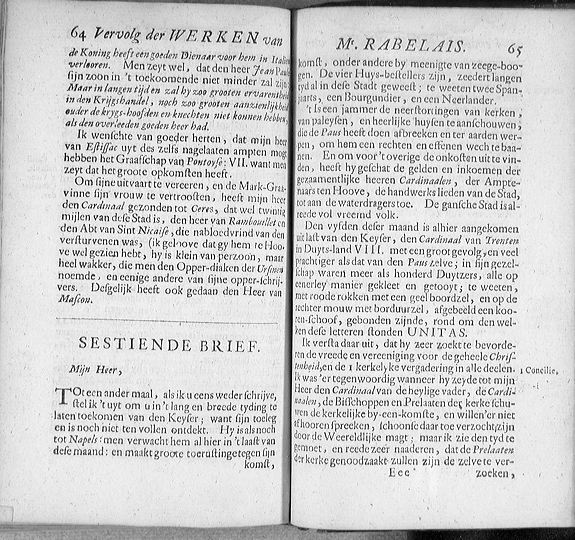 64 Vervolg der WERKEN van
de Koning heeft een goeden Dienaar voor hem in Italien
verlooren. Men zeyt wel, dat den heer Jean Paule
sijn zoon in 't toekoomende niet minder zal zijn:
Maar in langen tijd en zal hy zoo grooten ervarentheid
in den Krijgshandel, noch zoo grooten aanzienlijkheid
onder de krygs-hoofden en knechten niet konnen hebben,
als den overleeden goeden heer had.
Ik wenschte van goeder herten, dat mijn heer
van Estissac uyt des zelfs nagelaaten ampten mogt
hebben het Graafschap van Pontoyse: VII. want men
zeyt dat het groote opkomsten heeft.
Om sijne uitvaart te vereeren, en de Mark-Gra-
vinne sijn vrouw te vertroosten, heeft mijn heer
den Cardinaal gezonden tot Ceres, dat wel twintig
mijlen van dese Stad is, den heer van Rambouillet en
den Abt van Sint Nicaise, die nabloedvrind van den
versturvenen was, (ik geloove dat gy hem te Hoo-
ve wel gezien hebt, hy is klein van perzoon, maar
heel wakker, die men den Opper-diaken der Ursinen
noemde, en eenige andere van sijne opper-schrij-
vers. Desgelijk heeft ook gedaan den Heer van
Mascon.
SESTIENDE BRIEF.
Mijn Heer,
TOt een ander maal, als ik u eens weder schrijve,
stel ik 't uyt om u in 't lang en breede tyding te
laten toekomen van den Keyser; want sijn toeleg
en is noch niet ten vollen ontdekt. Hy is als noch
tot Napels: men verwacht hem al hier in 't laast van
dese maand: en maakt groote toerustinge tegen sijn
komst,
Mr. RABELAIS. 65
komst, onder andere by meenigte van zeege-boo-
gen. De vier Huys-bestellers zijn, zeedert langen
tyd al in dese Stadt geweest; te weeten twee Span-
jaarts, een Bourgundier, en een Neerlander.
't Is een jammer de neerstortingen van kerken,
van paleysen, en heerlijke huysen te aanschouwen,
die de Paus heeft doen afbreeken en ter aarden wer-
pen, om hem een rechten en effenen wech te baa-
nen. En om voor 't overige de onkosten uit te vin-
den, heeft hy geschat de gelden en inkoemen der
gezaamentlijke heeren Cardinaalen, der Ampte-
naars ten Hoove, de handwerks lieden van de Stad,
tot aan de waterdragers toe. De gansche Stad is al-
reede vol vreemd volk.
Den vysden deser maand is alhier aangekomen
uit last van den Keyser, den Cardinaal van Trenten
in Duyts-land VIII. met een groot gevolg, en veel
prachtiger als dat van den Paus zelve; in sijn gezel-
schap waren meer als honderd Duytzers, alle op
eenerley manier gekleet en getooyt; te weeten,
met roode rokken met een geel boordzel, en op de
rechter mouw met borduurzel, afgebeeld een koo-
ren-schoof, gebonden zijnde, rond om den wel-
ken dese letteren stonden UNITAS.
Ik versta daar uit, dat hy zeer zoekt te bevorde-
ren de vreede en vereeniging voor de geheele Chris-
tenheid, en de 1 kerkelyke vergadering in alle deelen.
1 Concilie,
Ik was 'er tegenwoordig wanneer hy zeyde tot mijn
Heer den Cardinaal van de heylige vader, de Cardi-
naalen, de Bisschoppen en Prelaaten der kerke schu-
wen de kerkelijke by-een-komste, en willen'er niet
af hooren spreeken, schoon se daar toe verzocht zijn
door de Weereldlijke magt; maar ik zie den tyd te
gemoet, en reede zeer naaderen, dat de Prelaaten
der kerke genoodzaakt zullen zijn de zelve te ver-
Eee zoeken,